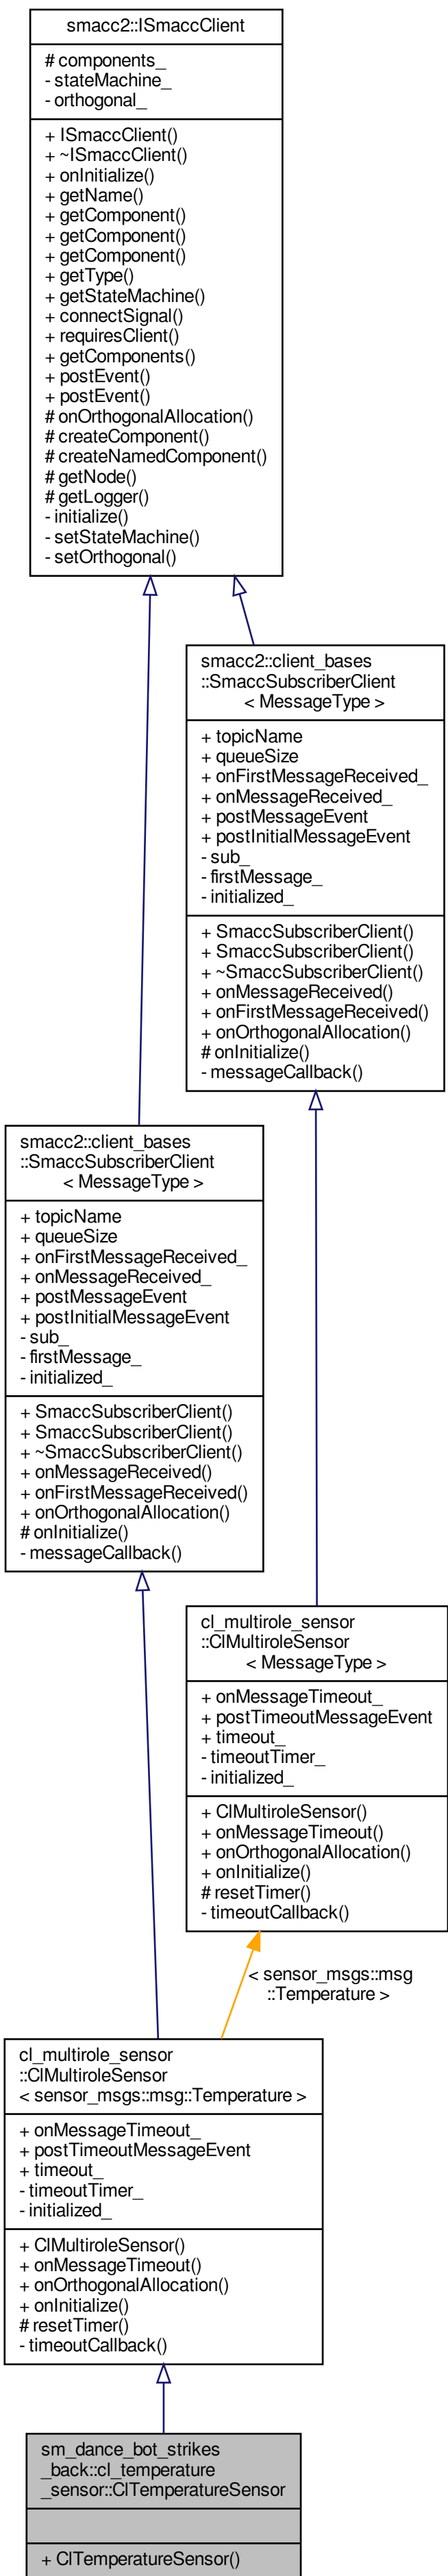 smacc2::ISmaccClient
# components_
- stateMachine_
- orthogonal_
+ ISmaccClient()
+ ~ISmaccClient()
+ onInitialize()
+ getName()
+ getComponent()
+ getComponent()
+ getComponent()
+ getType()
+ getStateMachine()
+ connectSignal()
+ requiresClient()
+ getComponents()
+ postEvent()
+ postEvent()
# onOrthogonalAllocation()
# createComponent()
# createNamedComponent()
# getNode()
# getLogger()
- initialize()
- setStateMachine()
- setOrthogonal()
smacc2::client_bases
::SmaccSubscriberClient
< MessageType >
+ topicName
+ queueSize
+ onFirstMessageReceived_
+ onMessageReceived_
+ postMessageEvent
+ postInitialMessageEvent
- sub_
- firstMessage_
- initialized_
+ SmaccSubscriberClient()
+ SmaccSubscriberClient()
+ ~SmaccSubscriberClient()
+ onMessageReceived()
+ onFirstMessageReceived()
+ onOrthogonalAllocation()
# onInitialize()
- messageCallback()
smacc2::client_bases
::SmaccSubscriberClient
< MessageType >
+ topicName
+ queueSize
+ onFirstMessageReceived_
+ onMessageReceived_
+ postMessageEvent
+ postInitialMessageEvent
- sub_
- firstMessage_
- initialized_
+ SmaccSubscriberClient()
+ SmaccSubscriberClient()
+ ~SmaccSubscriberClient()
+ onMessageReceived()
+ onFirstMessageReceived()
+ onOrthogonalAllocation()
# onInitialize()
- messageCallback()
cl_multirole_sensor
::ClMultiroleSensor
< MessageType >
+ onMessageTimeout_
+ postTimeoutMessageEvent
+ timeout_
- timeoutTimer_
- initialized_
+ ClMultiroleSensor()
+ onMessageTimeout()
+ onOrthogonalAllocation()
+ onInitialize()
# resetTimer()
- timeoutCallback()
< sensor_msgs::msg
::Temperature >
cl_multirole_sensor
::ClMultiroleSensor
< sensor_msgs::msg::Temperature >
+ onMessageTimeout_
+ postTimeoutMessageEvent
+ timeout_
- timeoutTimer_
- initialized_
+ ClMultiroleSensor()
+ onMessageTimeout()
+ onOrthogonalAllocation()
+ onInitialize()
# resetTimer()
- timeoutCallback()
sm_dance_bot_strikes
_back::cl_temperature
_sensor::ClTemperatureSensor
+ ClTemperatureSensor()